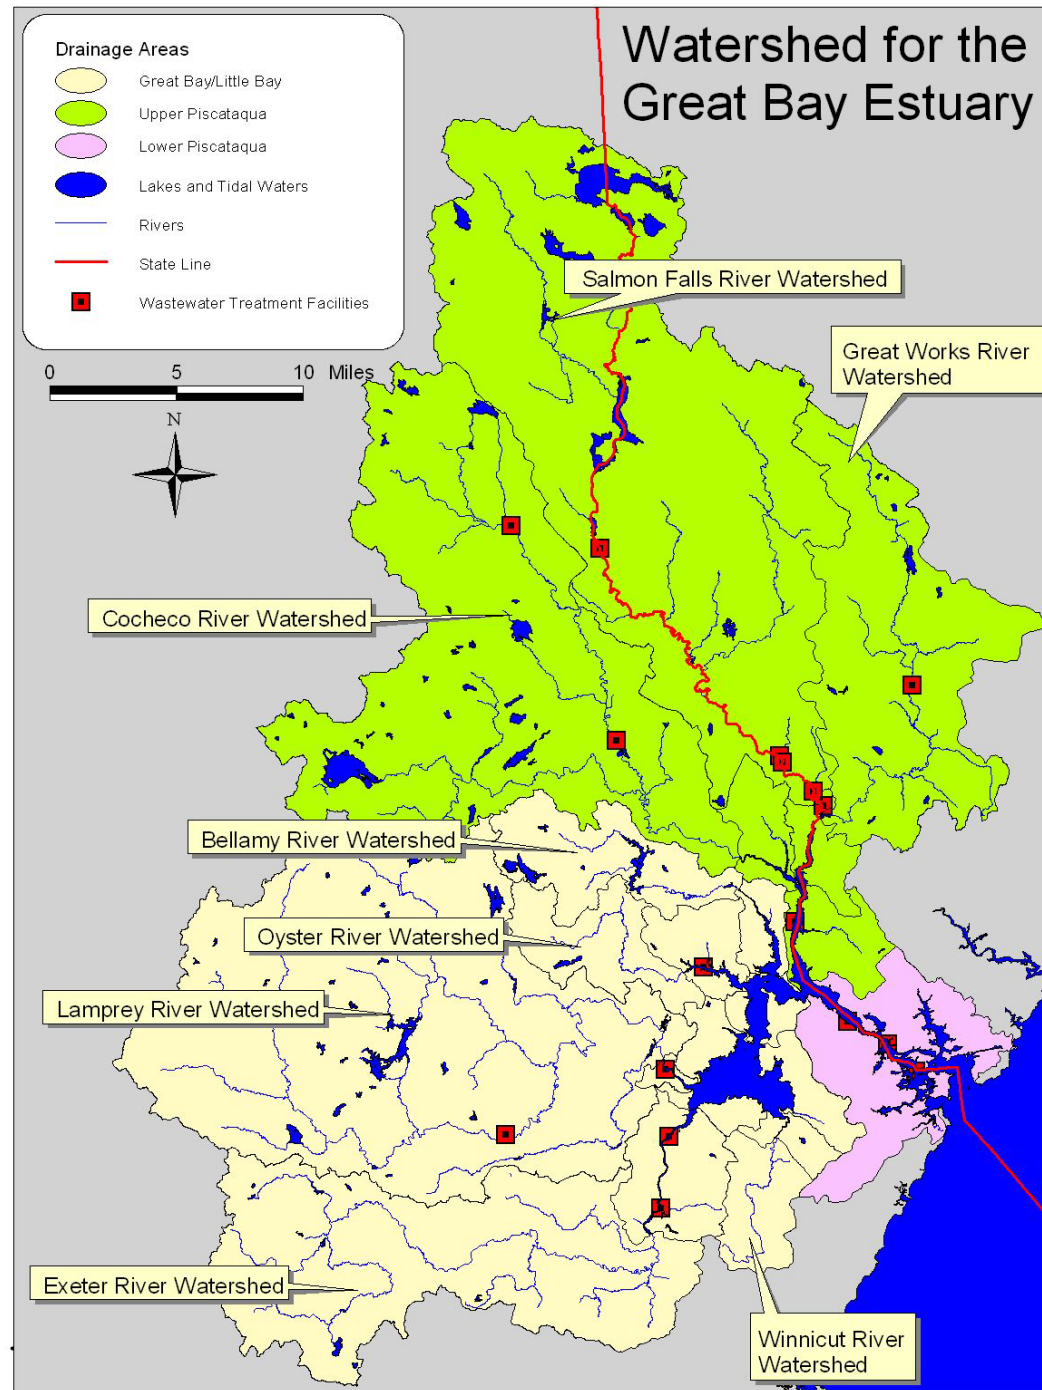 Watershed for the
Great Bay Estuary
Drainage Areas
Great Bay/Little Bay
Upper Piscataqua
Lower Piscataqua
Lakes and Tidal Waters
Rivers
State Line
Wastewater Treatment Facilities
0 5 10 Miles
N
Salmon Falls River Watershed
Great Works River
Watershed
Cocheco River Watershed
Bellamy River Watershed
Oyster River Watershed
Lamprey River Watershed
Exeter River Watershed
Winnicut River
Watershed